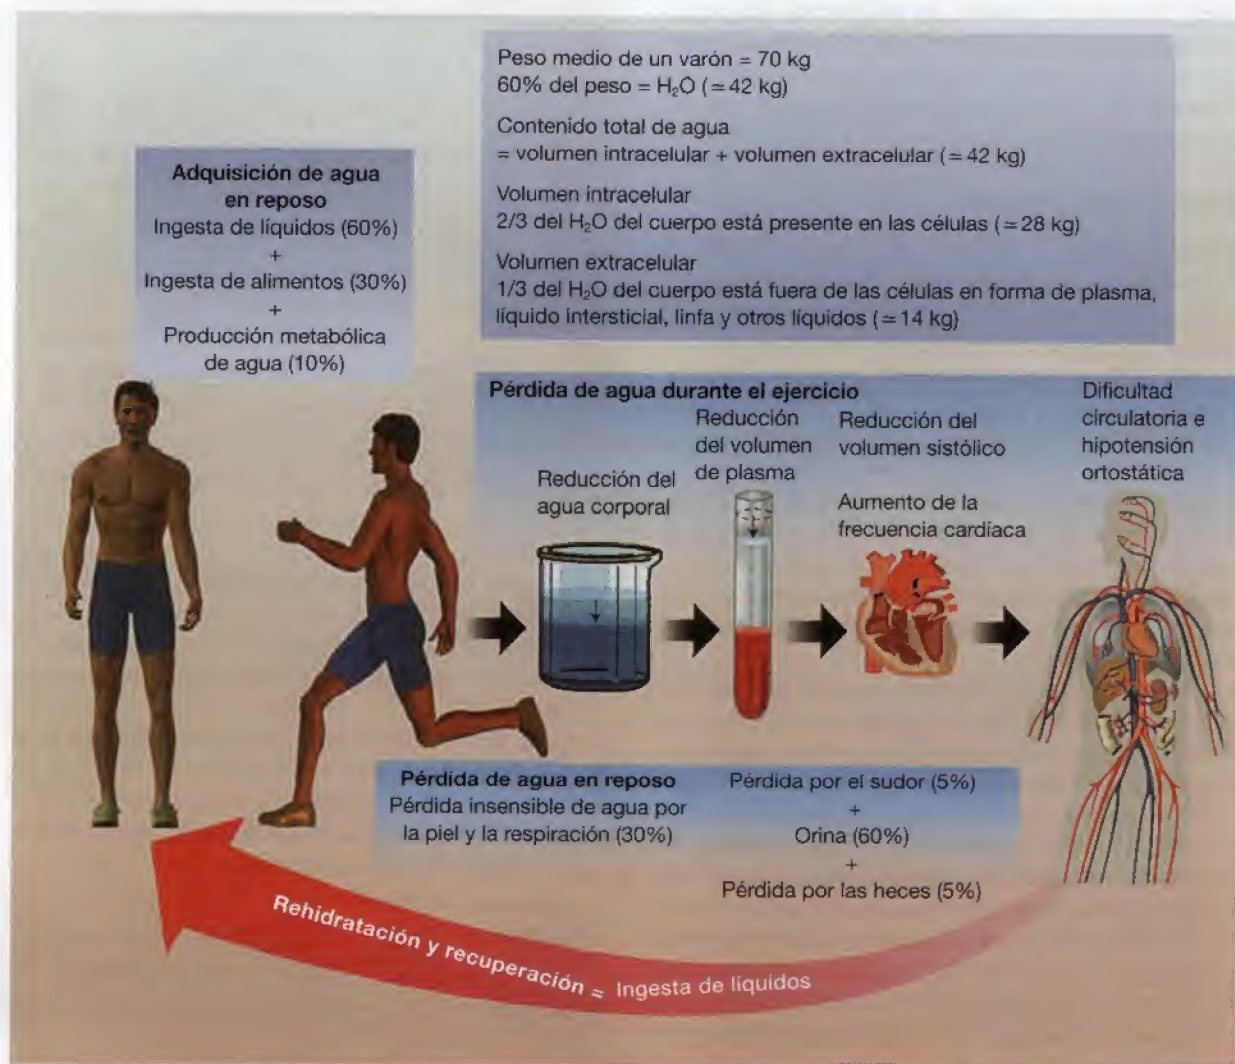 Peso medio de un varón = 70 kg
60% del peso = H₂O (≃42 kg)
Contenido total de agua
= volumen intracelular + volumen extracelular (≃ 42 kg)
Volumen intracelular
2/3 del H₂O del cuerpo está presente en las células (≃28 kg)
Volumen extracelular
1/3 del H₂O del cuerpo está fuera de las células en forma de plasma,
líquido intersticial, linfa y otros líquidos (≃14 kg)
Adquisición de agua
en reposo
Ingesta de líquidos (60%)
+
Ingesta de alimentos (30%)
+
Producción metabólica
de agua (10%)
Pérdida de agua durante el ejercicio
Reducción del
agua corporal
Reducción
del volumen
de plasma
Reducción del
volumen sistólico
Aumento de la
frecuencia cardíaca
Dificultad
circulatoria e
hipotensión
ortostática
Pérdida de agua en reposo
Pérdida insensible de agua por
la piel y la respiración (30%)
Pérdida por el sudor (5%)
+
Orina (60%)
+
Pérdida por las heces (5%)
Rehidratación y recuperación = Ingesta de líquidos